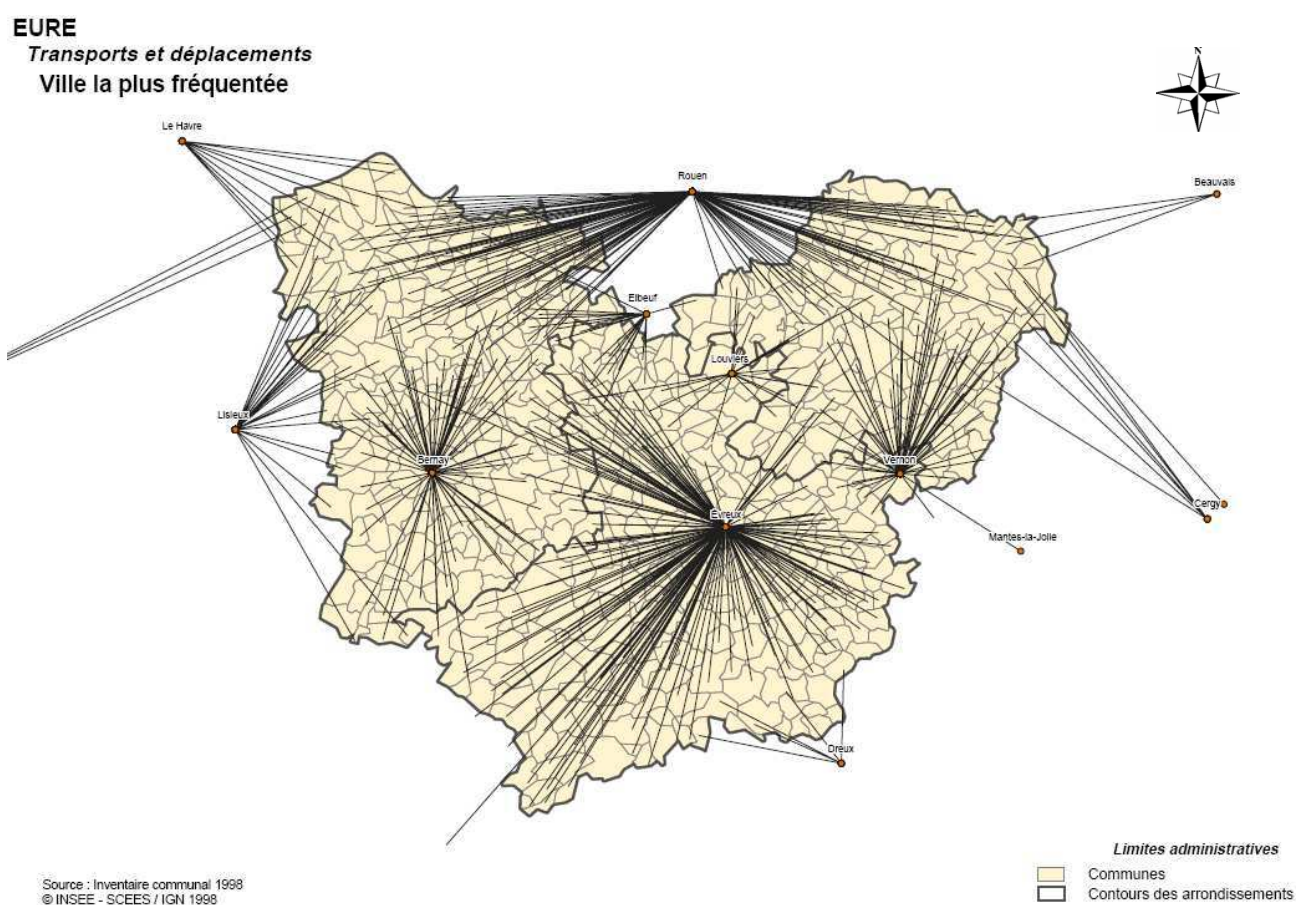 EURE
Transports et déplacements
Ville la plus fréquentée
N
Le Havre
Rouen
Beauvais
Elbeuf
Louviers
Lisieux
Bernay
Vernon
Évreux
Cergy
Mantes-la-Jolie
Dreux
Limites administratives
Communes
Contours des arrondissements
Source : Inventaire communal 1998
© INSEE - SCEES / IGN 1998